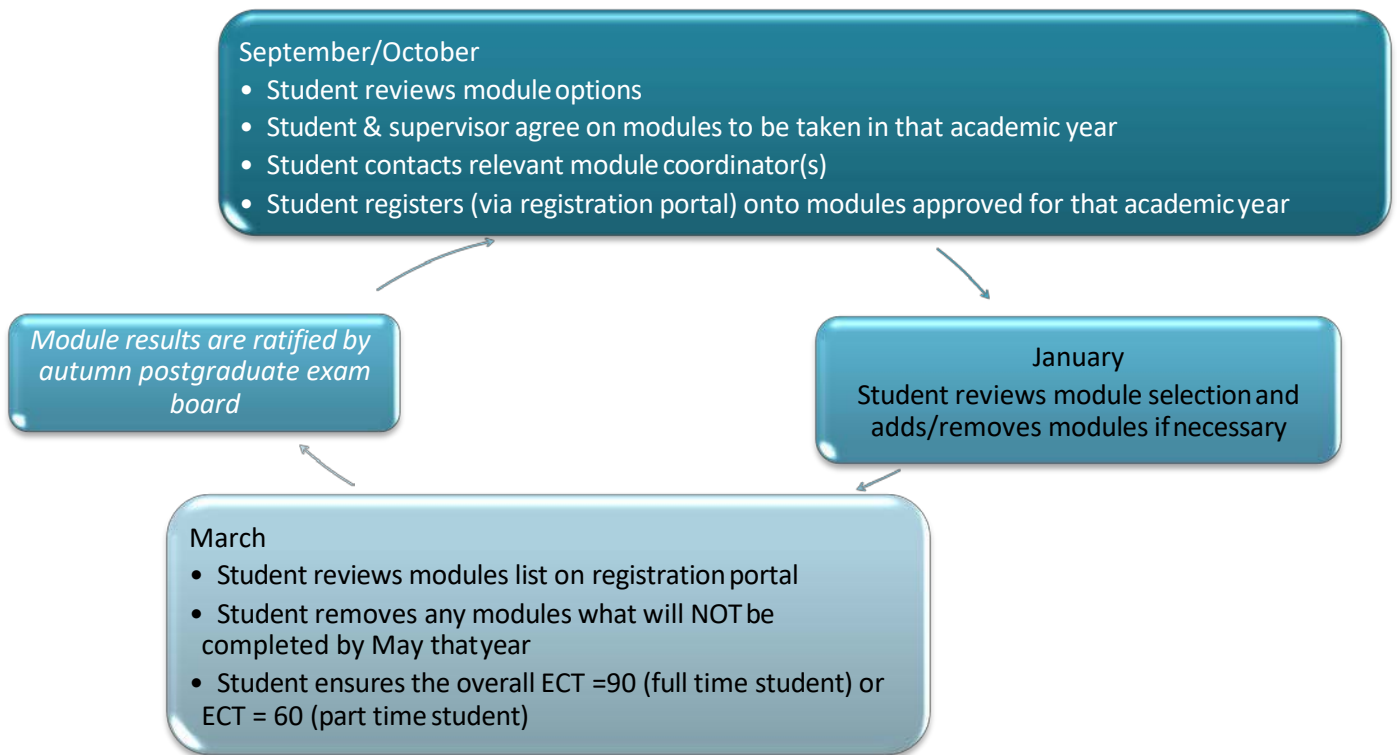 September/October
• Student reviews module options
• Student & supervisor agree on modules to be taken in that academic year
• Student contacts relevant module coordinator(s)
• Student registers (via registration portal) onto modules approved for that academic year
January
Student reviews module selection and
adds/removes modules if necessary
March
• Student reviews modules list on registration portal
• Student removes any modules what will NOT be
completed by May that year
• Student ensures the overall ECT =90 (full time student) or
ECT = 60 (part time student)
Module results are ratified by
autumn postgraduate exam
board